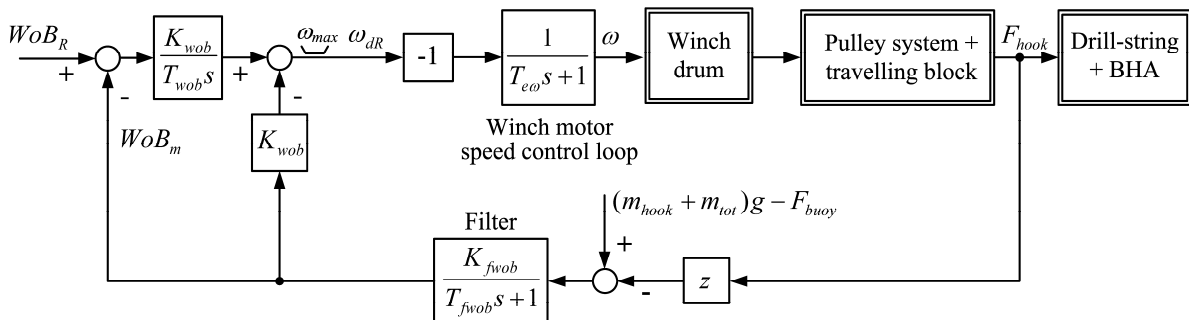 WoB_R
+
-
K_wob
T_wob s
+
-
ω_max
ω_dR
-1
1
T_eω s + 1
ω
Winch motor
speed control loop
Winch
drum
Pulley system +
travelling block
F_hook
Drill-string
+ BHA
WoB_m
K_wob
(m_hook + m_tot)g − F_buoy
+
-
Filter
K_fwob
T_fwob s + 1
z